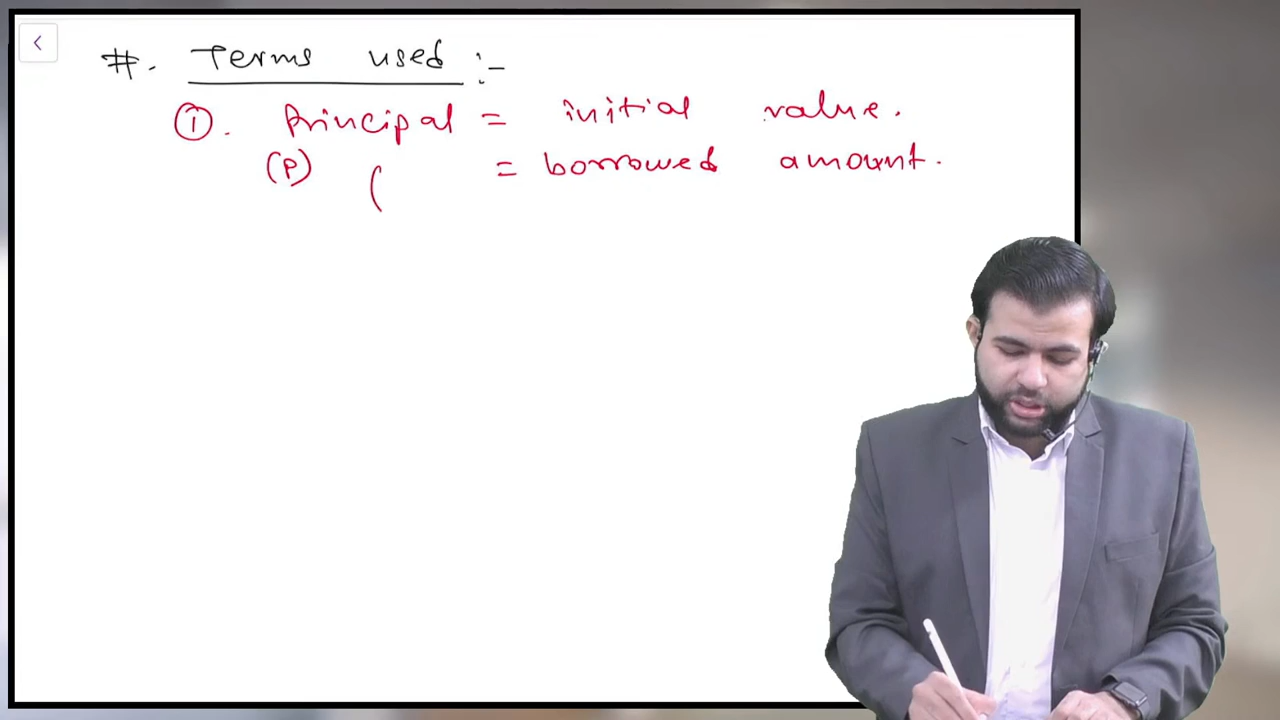 #. Terms used :-
①. Principal = initial value.
(P) ( = borrowed amount.